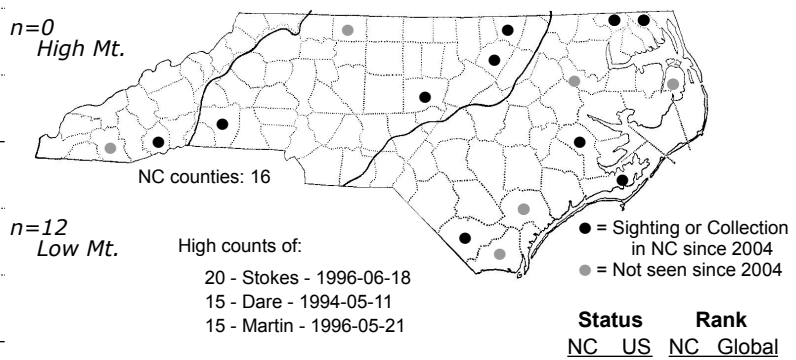 n=0
High Mt.
n=12
Low Mt.
NC counties: 16
High counts of:
20 - Stokes - 1996-06-18
15 - Dare - 1994-05-11
15 - Martin - 1996-05-21
= Sighting or Collection
in NC since 2004
= Not seen since 2004
Status Rank
NC US NC Global